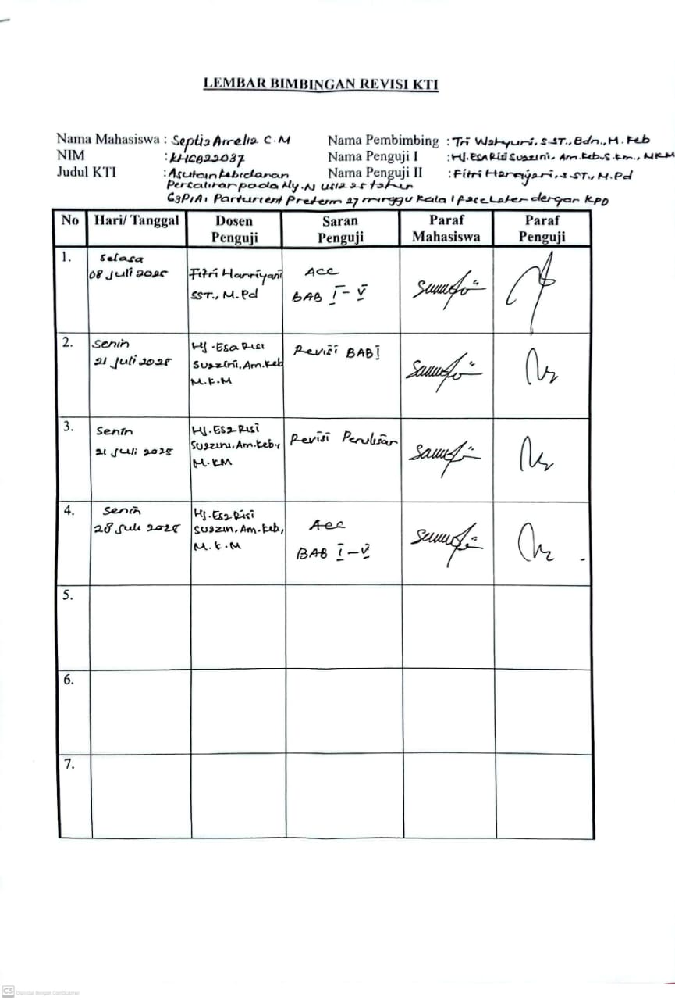 LEMBAR BIMBINGAN REVISI KTI
Nama Mahasiswa : Septia Arrelia C.M
Nama Pembimbing : Tri Wahyuni, S.ST., Bdn., M.Keb
NIM : KHGB22037
Nama Penguji I : Hj. Esa Risi Suazini, Am.Keb.S.Km., MKM
Judul KTI : Asuhan Kebidanan
Nama Penguji II : Fitri Hanriyani, S.ST., M.Pd
Persalinan pada Ny. N usia 25 tahun
G3P1A1 Parturient Preterm 27 minggu Kala I fase Laten dengan KPD
No Hari/ Tanggal Dosen Penguji Saran Penguji Paraf Mahasiswa Paraf Penguji
1. Selasa
08 Juli 2025
Fitri Hanriyani
SST., M.Pd
ACC
BAB I - V
2. Senin
21 Juli 2025
Hj. Esa Risi
Suazini, Am.Keb
M.K.M
Revisi BAB I
3. Senin
21 Juli 2025
Hj. Esa Risi
Suazini, Am.Keb.,
M.KM
Revisi Penulisan
4. Senin
28 Juli 2025
Hj. Esa Risi
Suazin, Am.Keb,
M.K.M
Acc
BAB I - V
5.
6.
7.
CS Dipindai dengan CamScanner